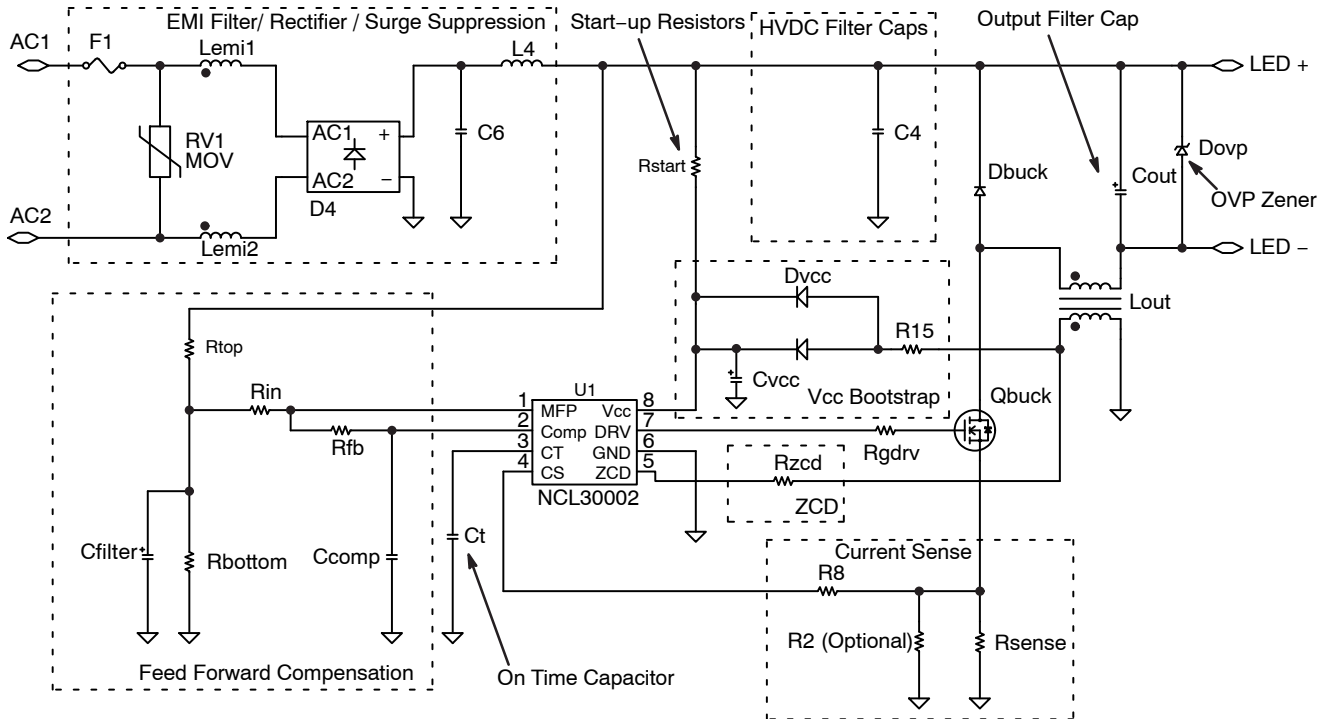 EMI Filter/ Rectifier / Surge Suppression
Start−up Resistors
HVDC Filter Caps
Output Filter Cap
AC1
F1
Lemi1
L4
LED +
RV1
MOV
AC1
+
AC2
−
D4
C6
Rstart
C4
Dbuck
Cout
Dovp
OVP Zener
AC2
Lemi2
LED −
Dvcc
Lout
R15
Rtop
Cvcc
Vcc Bootstrap
Qbuck
Rin
Rfb
U1
1
MFP
Vcc
8
2
Comp
DRV
7
3
CT
GND
6
4
CS
ZCD
5
NCL30002
Rgdrv
Rzcd
ZCD
Cfilter
Rbottom
Ccomp
Ct
Current Sense
R8
R2 (Optional)
Rsense
Feed Forward Compensation
On Time Capacitor
+
+
+